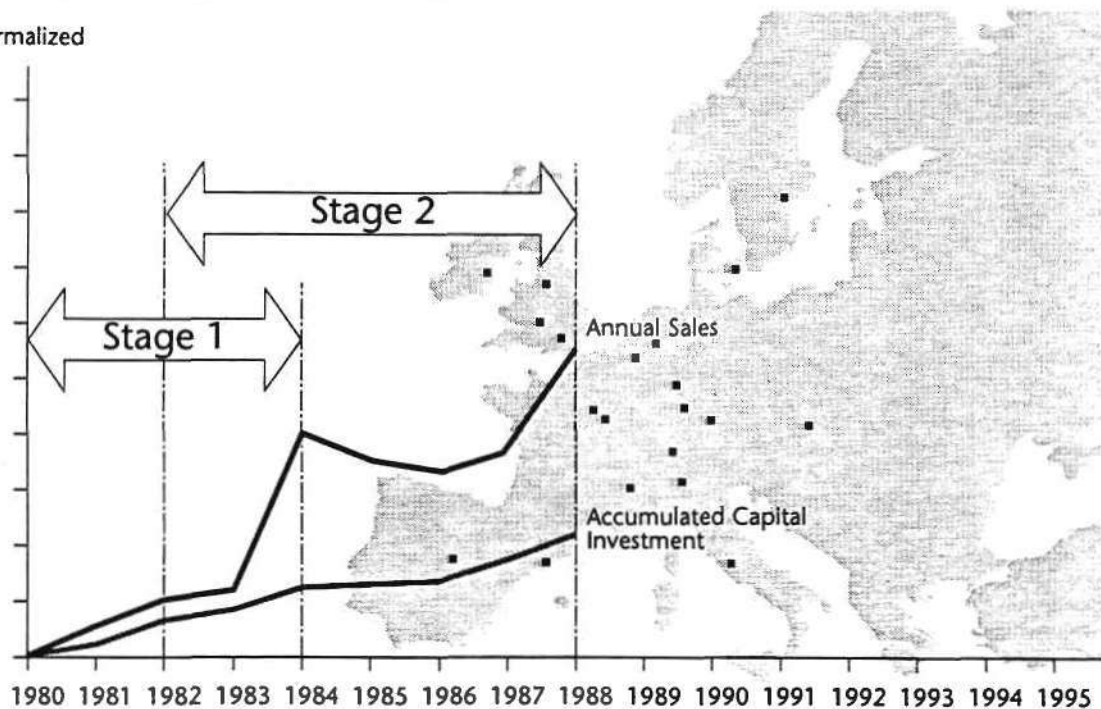 rmalized
Stage 2
Stage 1
Annual Sales
Accumulated Capital
Investment
1980 1981 1982 1983 1984 1985 1986 1987 1988 1989 1990 1991 1992 1993 1994 1995